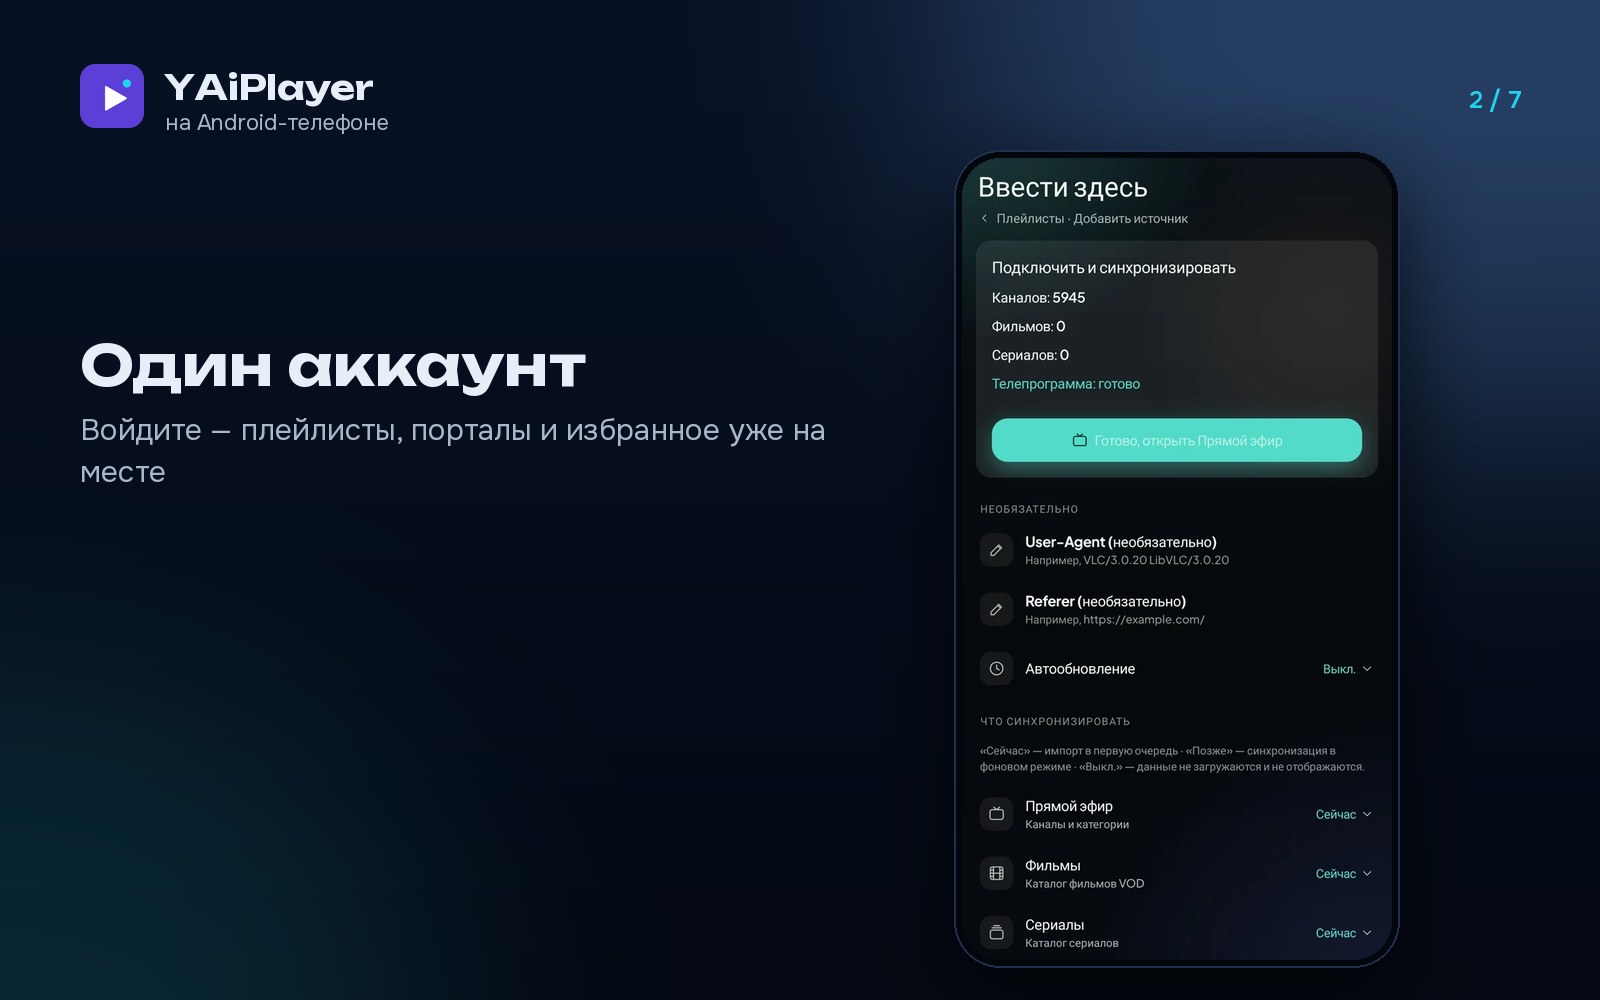 YAiPlayer
на Android-телефоне
2 / 7
Один аккаунт
Войдите — плейлисты, порталы и избранное уже на
месте
Ввести здесь
Плейлисты · Добавить источник
Подключить и синхронизировать
Каналов: 5945
Фильмов: 0
Сериалов: 0
Телепрограмма: готово
Готово, открыть Прямой эфир
НЕОБЯЗАТЕЛЬНО
User-Agent (необязательно)
Например, VLC/3.0.20 LibVLC/3.0.20
Referer (необязательно)
Например, https://example.com/
Автообновление
Выкл.
ЧТО СИНХРОНИЗИРОВАТЬ
«Сейчас» — импорт в первую очередь · «Позже» — синхронизация в
фоновом режиме · «Выкл.» — данные не загружаются и не отображаются.
Прямой эфир
Сейчас
Каналы и категории
Фильмы
Сейчас
Каталог фильмов VOD
Сериалы
Сейчас
Каталог сериалов